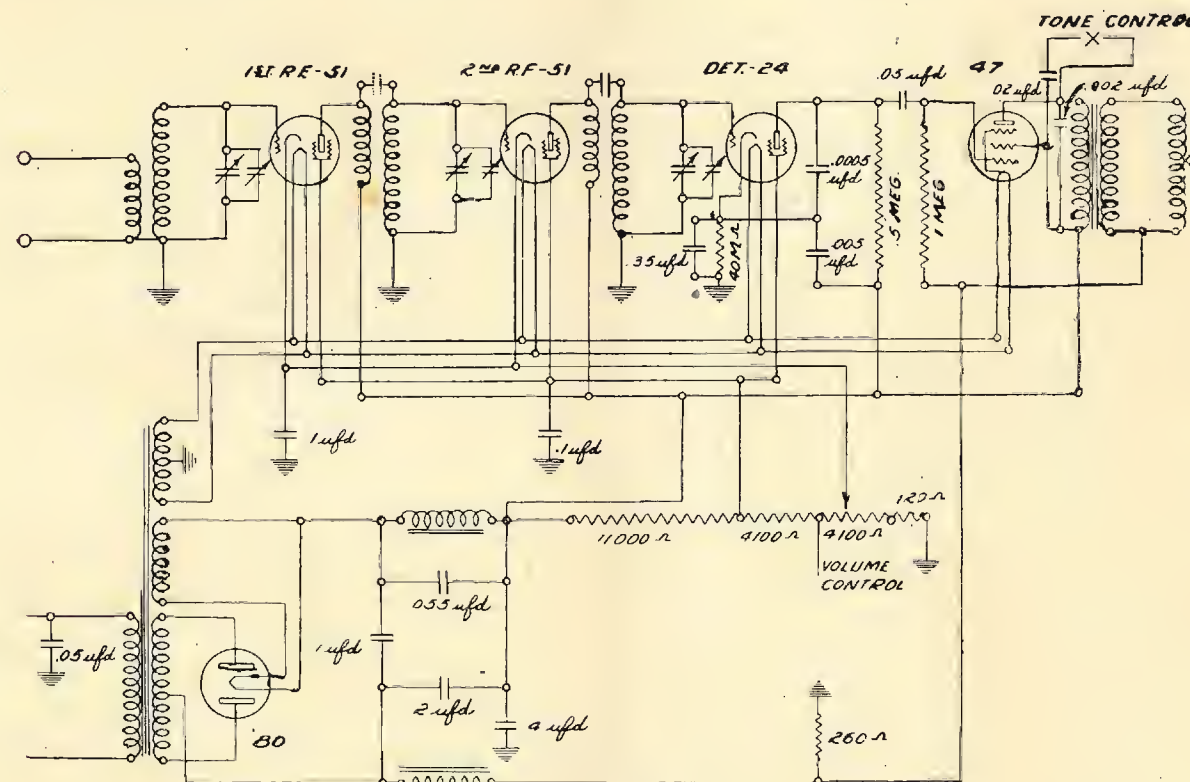 TONE CONTROL
1ST. R.F.-51
2ND R.F-51
DET.-24
.05 ufd
47
.02 ufd
.002 ufd
.0005
ufd
.005
ufd
.5 MEG.
1 MEG
.35 ufd
40M Ω
.1 ufd
.1 ufd
120 Ω
11000 Ω
4100 Ω
4100 Ω
VOLUME
CONTROL
.055 ufd
.05 ufd
1 ufd
2 ufd
4 ufd
80
260 Ω